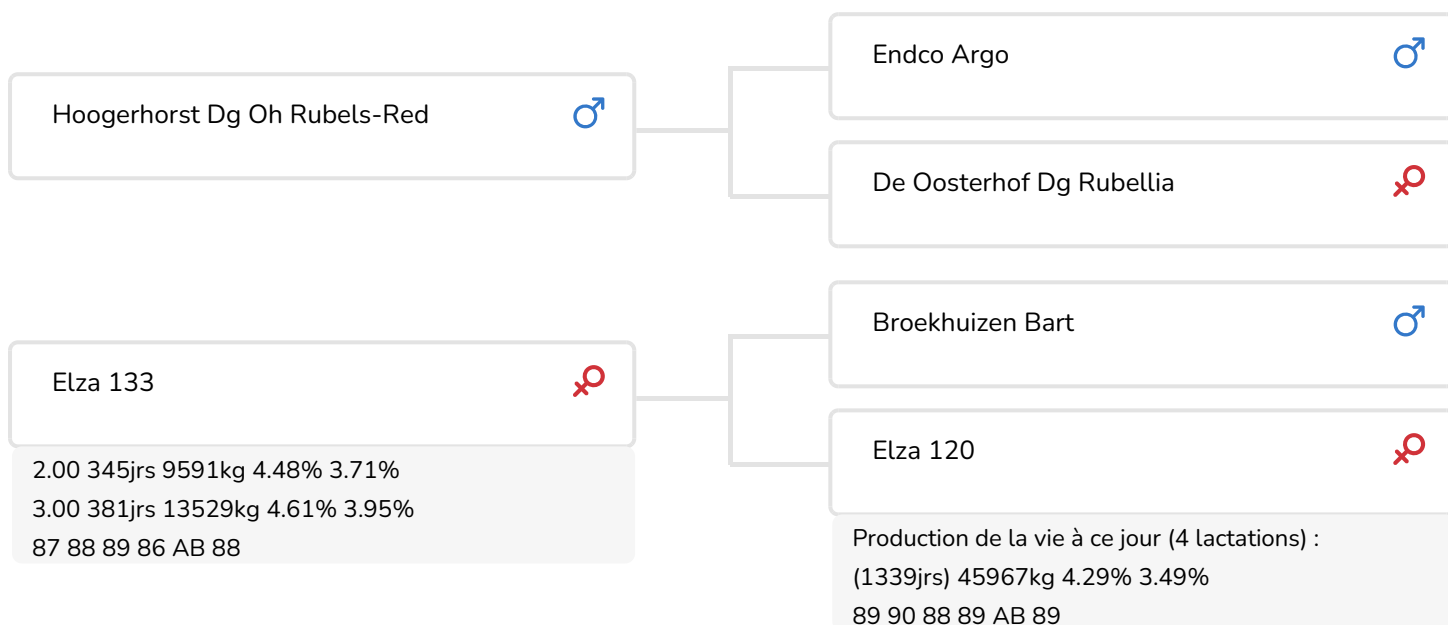 Endco Argo
Hoogerhorst Dg Oh Rubels-Red
De Oosterhof Dg Rubellia
Broekhuizen Bart
Elza 133
2.00 345jrs 9591kg 4.48% 3.71%
3.00 381jrs 13529kg 4.61% 3.95%
87 88 89 86 AB 88
Elza 120
Production de la vie à ce jour (4 lactations) :
(1339jrs) 45967kg 4.29% 3.49%
89 90 88 89 AB 89